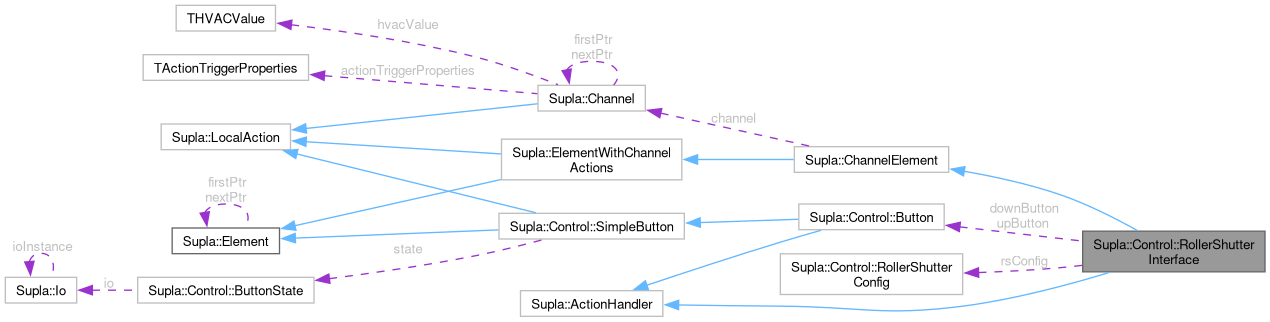 THVACValue
hvacValue
firstPtr
nextPtr
TActionTriggerProperties
actionTriggerProperties
Supla::Channel
channel
Supla::LocalAction
Supla::ElementWithChannel
Actions
Supla::ChannelElement
firstPtr
nextPtr
Supla::Element
Supla::Control::SimpleButton
Supla::Control::Button
downButton
upButton
Supla::Control::RollerShutter
Interface
ioInstance
state
rsConfig
Supla::Control::RollerShutter
Config
Supla::Io
io
Supla::Control::ButtonState
Supla::ActionHandler